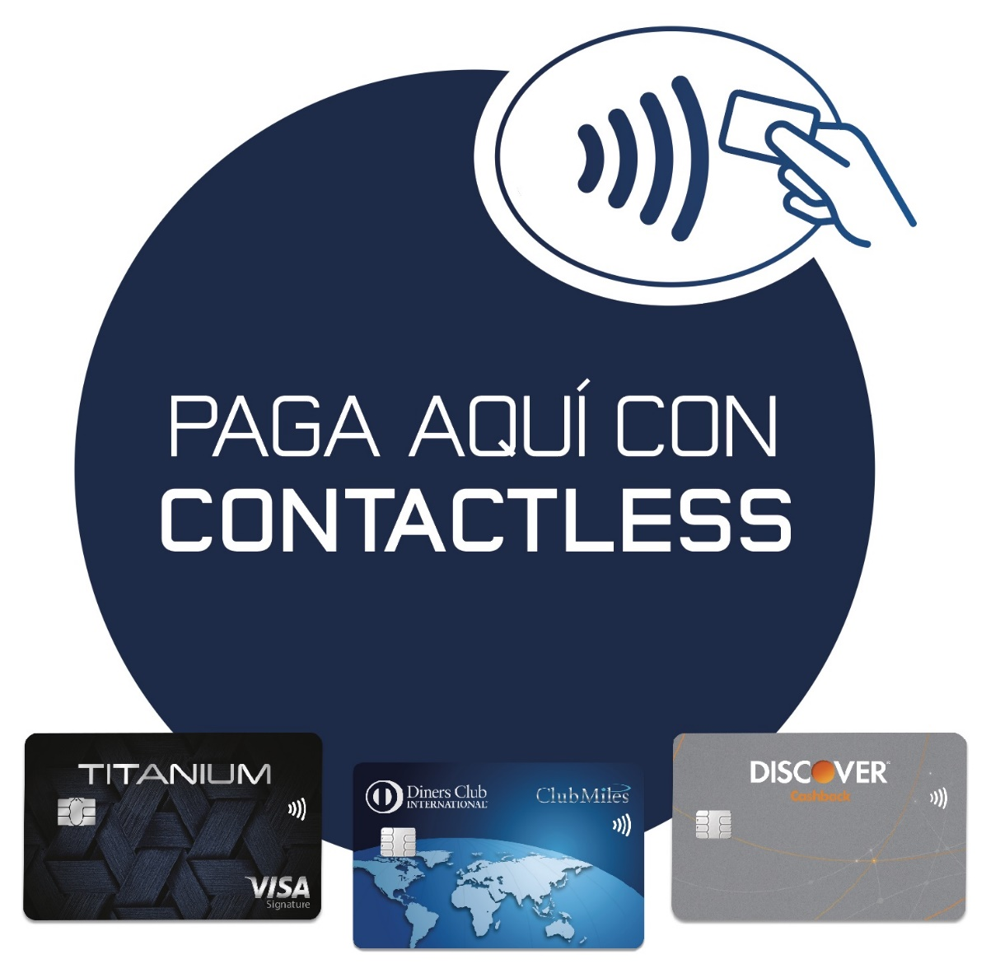 PAGA AQUÍ CON
CONTACTLESS
TITANIUM
VISA
Signature
Diners Club
INTERNATIONAL
ClubMiles
DISCOVER
Cashback